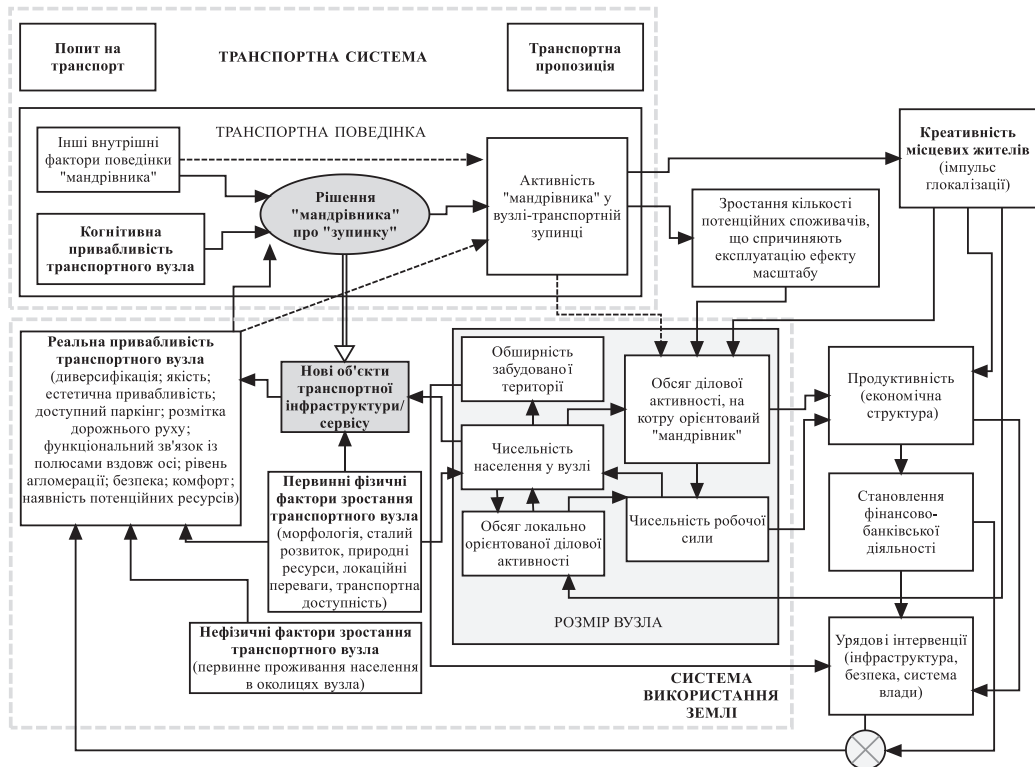 Попит на
транспорт
ТРАНСПОРТНА СИСТЕМА
Транспортна
пропозиція
ТРАНСПОРТНА ПОВЕДІНКА
Інші внутрішні
фактори поведінки
"мандрівника"
Когнітивна
привабливість
транспортного вузла
Рішення
"мандрівника"
про "зупинку"
Активність
"мандрівника" у
вузлі-транспортній
зупинці
Креативність
місцевих жителів
(імпульс
глокалізації)
Зростання кількості
потенційних споживачів,
що спричиняють
експлуатацію ефекту
масштабу
Реальна привабливість
транспортного вузла
(диверсифікація; якість;
естетична привабливість;
доступний паркінг; розмітка
дорожнього руху;
функціональний зв'язок із
полюсами вздовж осі; рівень
агломерації; безпека; комфорт;
наявність потенційних ресурсів)
Нові об'єкти
транспортної
інфраструктури/
сервісу
Первинні фізичні
фактори зростання
транспортного вузла
(морфологія, сталий
розвиток, природні
ресурси, локаційні
переваги, транспортна
доступність)
Нефізичні фактори зростання
транспортного вузла
(первинне проживання населення
в околицях вузла)
Обширність
забудованої
території
Чисельність
населення у вузлі
Обсяг локально
орієнтованої ділової
активності
Обсяг ділової
активності, на
котру орієнтоваий
"мандрівник"
Чисельність робочої
сили
РОЗМІР ВУЗЛА
СИСТЕМА
ВИКОРИСТАННЯ
ЗЕМЛІ
Продуктивність
(економічна
структура)
Становлення
фінансово-
банківської
діяльності
Урядові інтервенції
(інфраструктура,
безпека, система
влади)